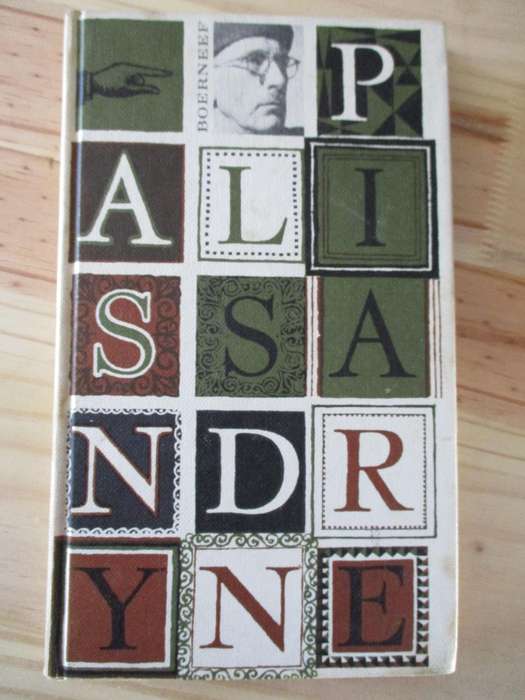 BOERNEEF
P
ALI
SSA
NDR
YNE